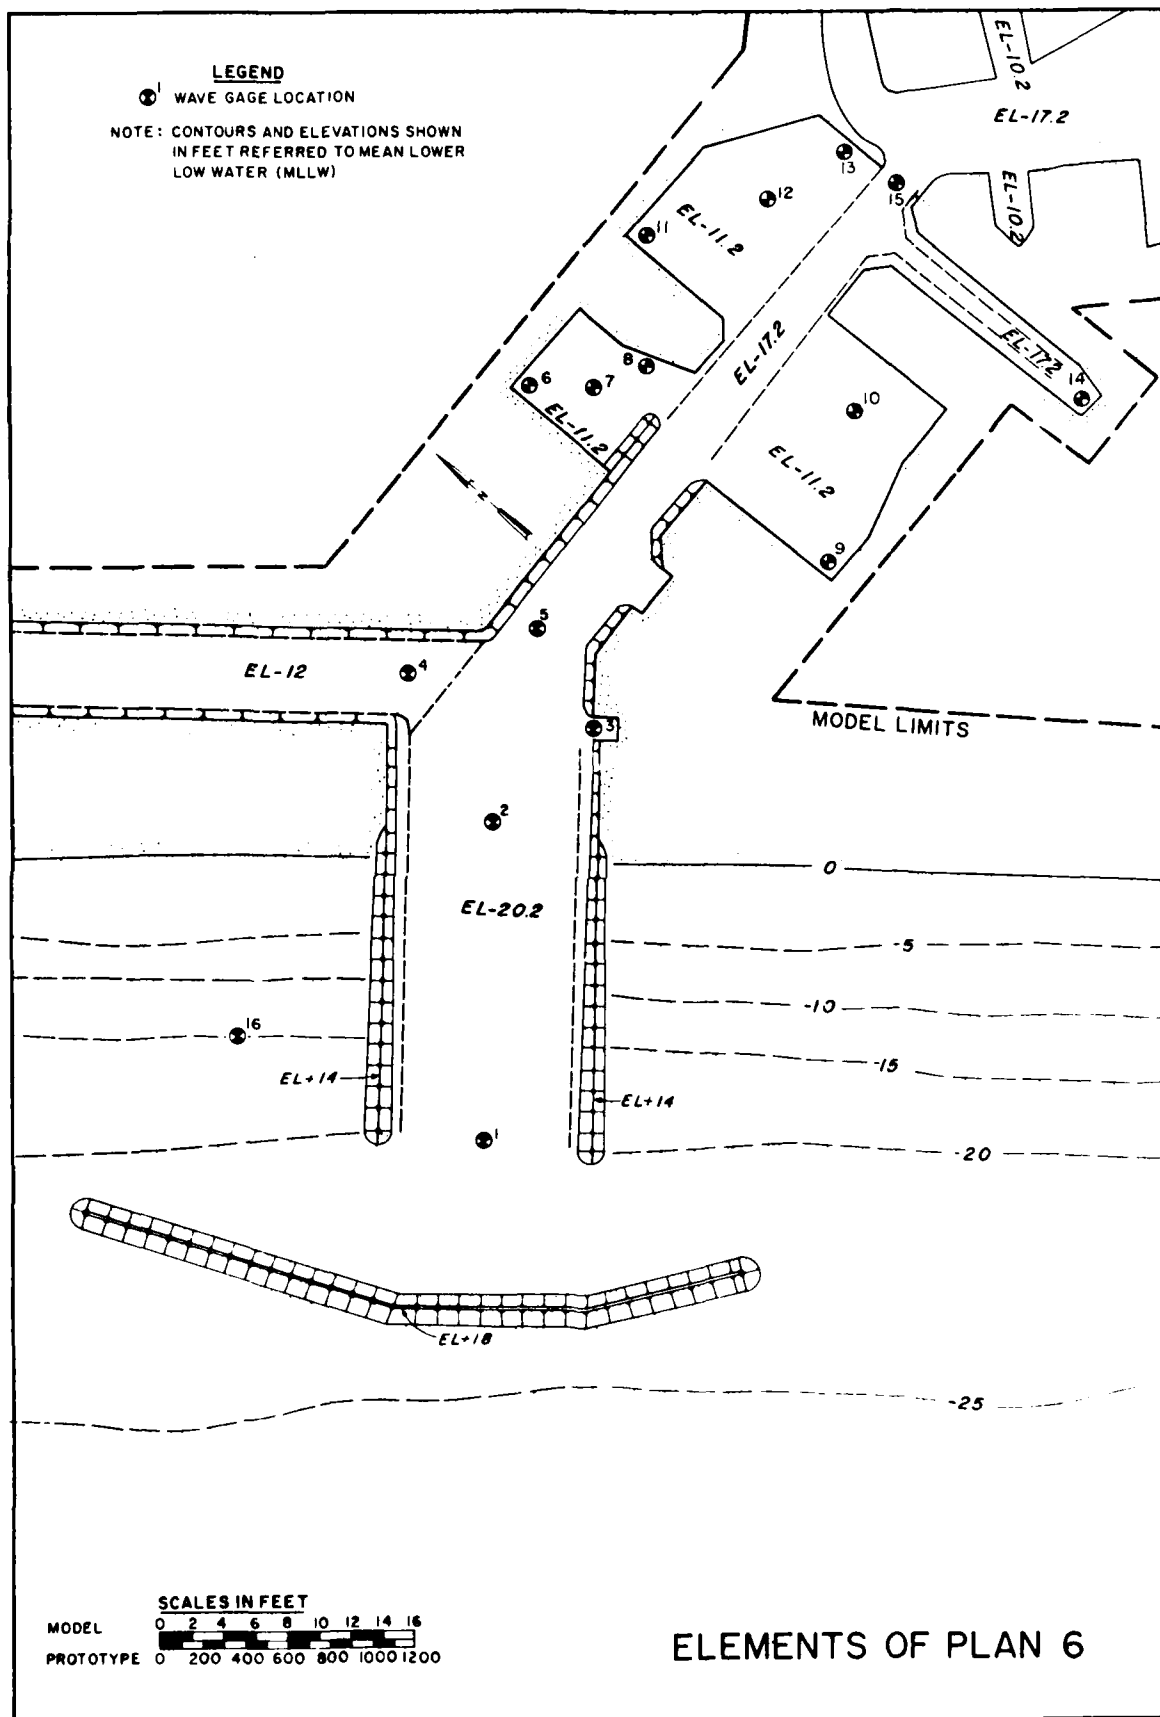 LEGEND
1 WAVE GAGE LOCATION
NOTE: CONTOURS AND ELEVATIONS SHOWN
IN FEET REFERRED TO MEAN LOWER
LOW WATER (MLLW)
EL-10.2
EL-17.2
13
12
15
EL-10.2
11
EL-11.2
EL-17.2
EL-17.2
8
6
7
14
10
EL-11.2
EL-11.2
N
9
5
EL-12
4
3
MODEL LIMITS
2
0
EL-20.2
-5
-10
16
-15
EL+14
EL+14
1
-20
EL+18
-25
SCALES IN FEET
MODEL 0 2 4 6 8 10 12 14 16
PROTOTYPE 0 200 400 600 800 1000 1200
ELEMENTS OF PLAN 6